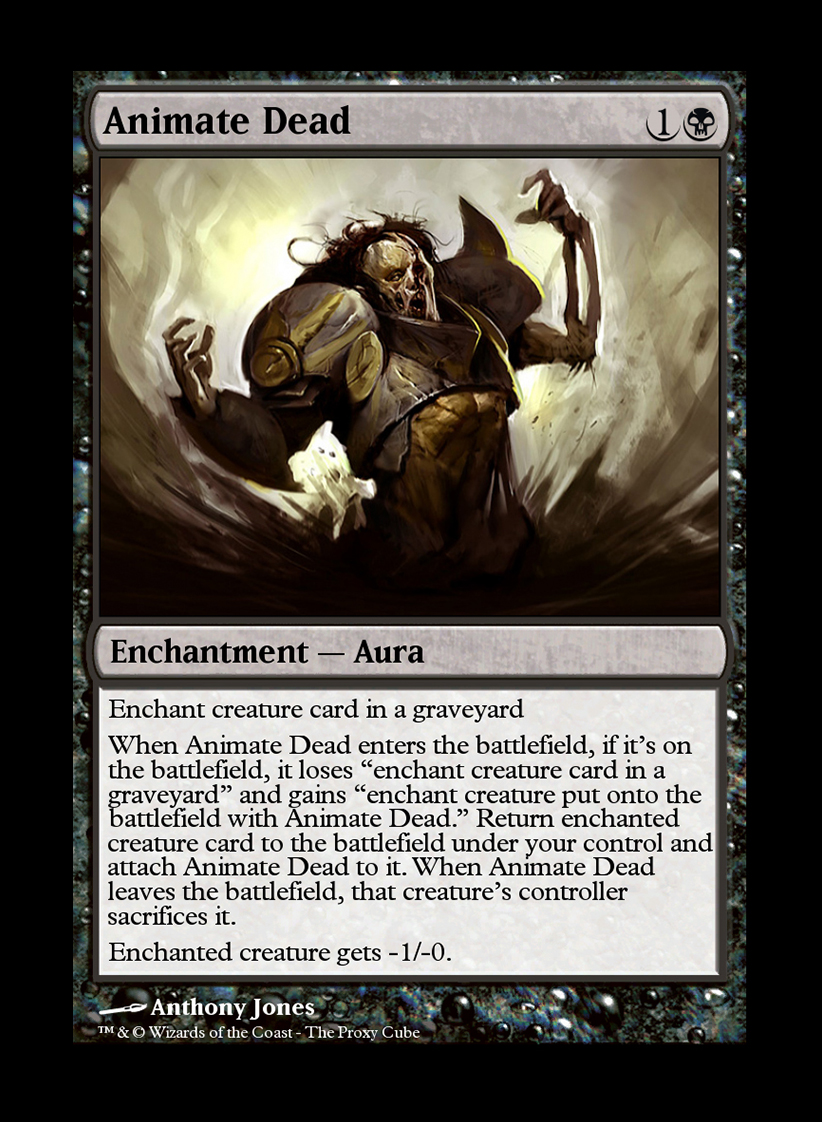 Animate Dead 1
Enchantment — Aura
Enchant creature card in a graveyard
When Animate Dead enters the battlefield, if it's on
the battlefield, it loses “enchant creature card in a
graveyard” and gains “enchant creature put onto the
battlefield with Animate Dead.” Return enchanted
creature card to the battlefield under your control and
attach Animate Dead to it. When Animate Dead
leaves the battlefield, that creature's controller
sacrifices it.
Enchanted creature gets -1/-0.
Anthony Jones
™ & © Wizards of the Coast - The Proxy Cube